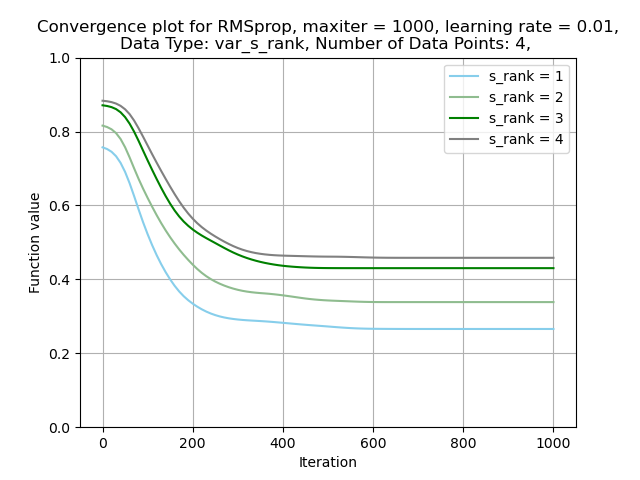 Convergence plot for RMSprop, maxiter = 1000, learning rate = 0.01,
Data Type: var_s_rank, Number of Data Points: 4,
1.0
0.8
0.6
0.4
0.2
0.0
Function value
s_rank = 1
s_rank = 2
s_rank = 3
s_rank = 4
0 200 400 600 800 1000
Iteration